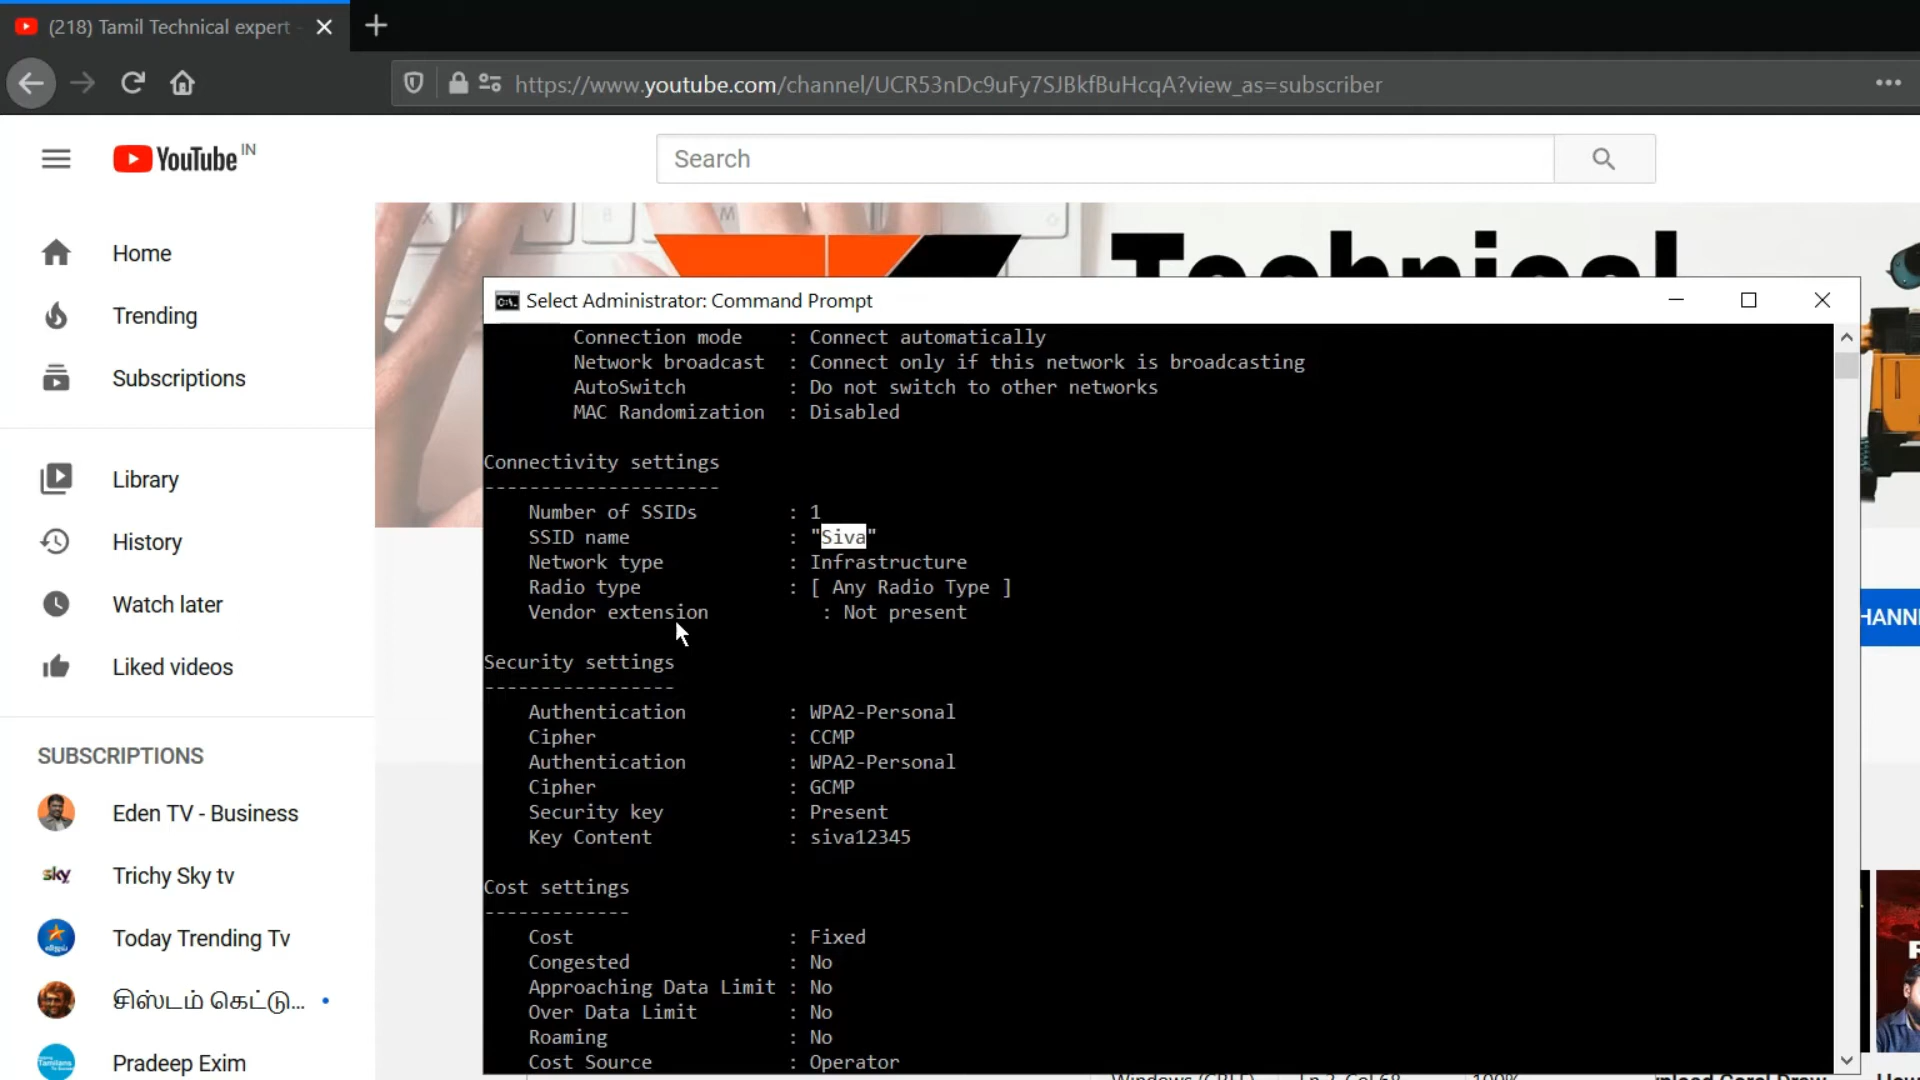 (218) Tamil Technical expert
https://www.youtube.com/channel/UCR53nDc9uFy7SJBkfBuHcqA?view_as=subscriber
YouTube IN
Search
Home
Trending
Subscriptions
Library
History
Watch later
Liked videos
SUBSCRIPTIONS
Eden TV - Business
sky
Trichy Sky tv
Today Trending Tv
சிஸ்டம் கெட்டு...
Pradeep Exim
Technical
Select Administrator: Command Prompt
Connection mode : Connect automatically
Network broadcast : Connect only if this network is broadcasting
AutoSwitch : Do not switch to other networks
MAC Randomization : Disabled
Connectivity settings
---------------------
Number of SSIDs : 1
SSID name : "Siva"
Network type : Infrastructure
Radio type : [ Any Radio Type ]
Vendor extension : Not present
Security settings
-----------------
Authentication : WPA2-Personal
Cipher : CCMP
Authentication : WPA2-Personal
Cipher : GCMP
Security key : Present
Key Content : siva12345
Cost settings
-------------
Cost : Fixed
Congested : No
Approaching Data Limit : No
Over Data Limit : No
Roaming : No
Cost Source : Operator